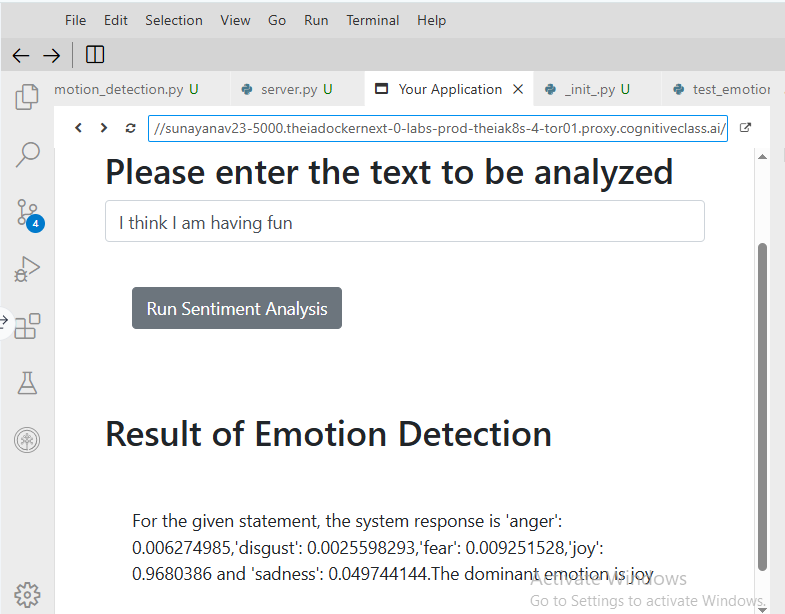 File Edit Selection View Go Run Terminal Help
motion_detection.py U server.py U Your Application _init_.py U test_emotion
//sunayanav23-5000.theiadockernext-0-labs-prod-theiak8s-4-tor01.proxy.cognitiveclass.ai/
Please enter the text to be analyzed
I think I am having fun
4
Run Sentiment Analysis
Result of Emotion Detection
For the given statement, the system response is 'anger':
0.006274985,'disgust': 0.0025598293,'fear': 0.009251528,'joy':
0.9680386 and 'sadness': 0.049744144.The dominant emotion is joy
Activate Windows
Go to Settings to activate Windows.